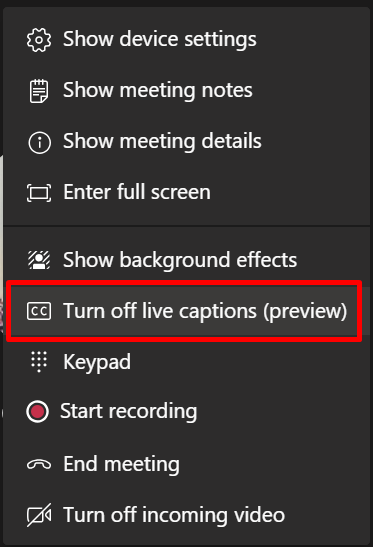 Show device settings
Show meeting notes
Show meeting details
Enter full screen
Show background effects
CC Turn off live captions (preview)
Keypad
Start recording
End meeting
Turn off incoming video